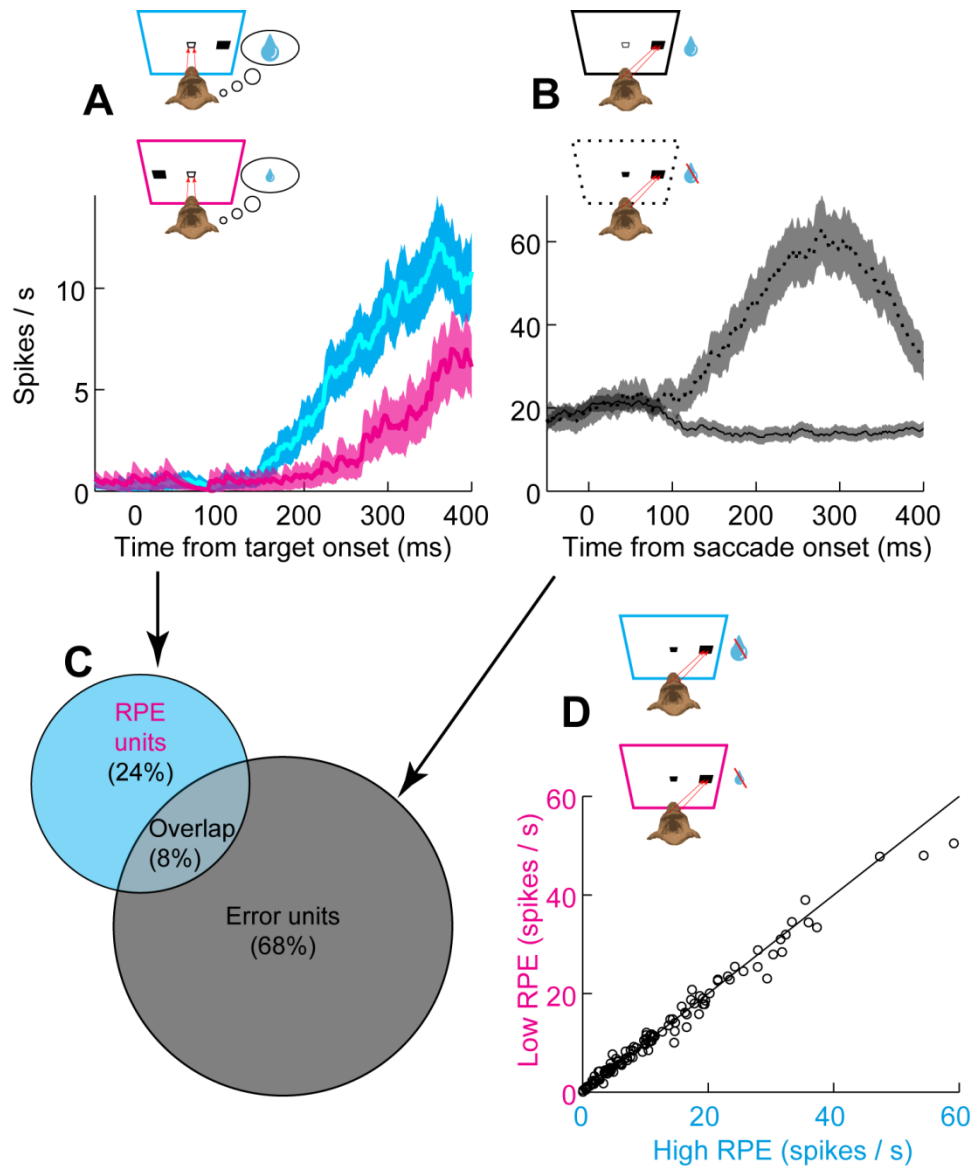 A
B
Spikes / s
10
5
0
0 100 200 300 400
Time from target onset (ms)
60
40
20
0
0 100 200 300 400
Time from saccade onset (ms)
C
RPE
units
(24%)
Overlap
(8%)
Error units
(68%)
D
Low RPE (spikes / s)
60
40
20
0
0 20 40 60
High RPE (spikes / s)